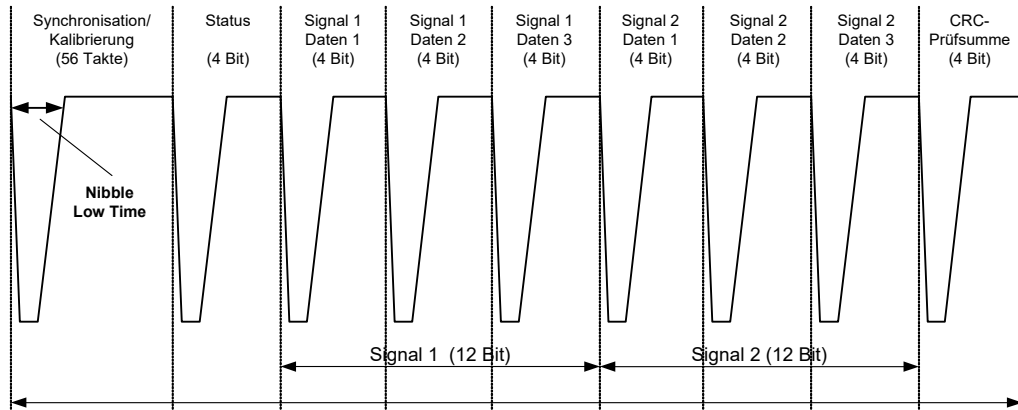 Synchronisation/
Kalibrierung
(56 Takte)
Status
(4 Bit)
Signal 1
Daten 1
(4 Bit)
Signal 1
Daten 2
(4 Bit)
Signal 1
Daten 3
(4 Bit)
Signal 2
Daten 1
(4 Bit)
Signal 2
Daten 2
(4 Bit)
Signal 2
Daten 3
(4 Bit)
CRC-
Prüfsumme
(4 Bit)
Nibble
Low Time
Signal 1 (12 Bit)
Signal 2 (12 Bit)